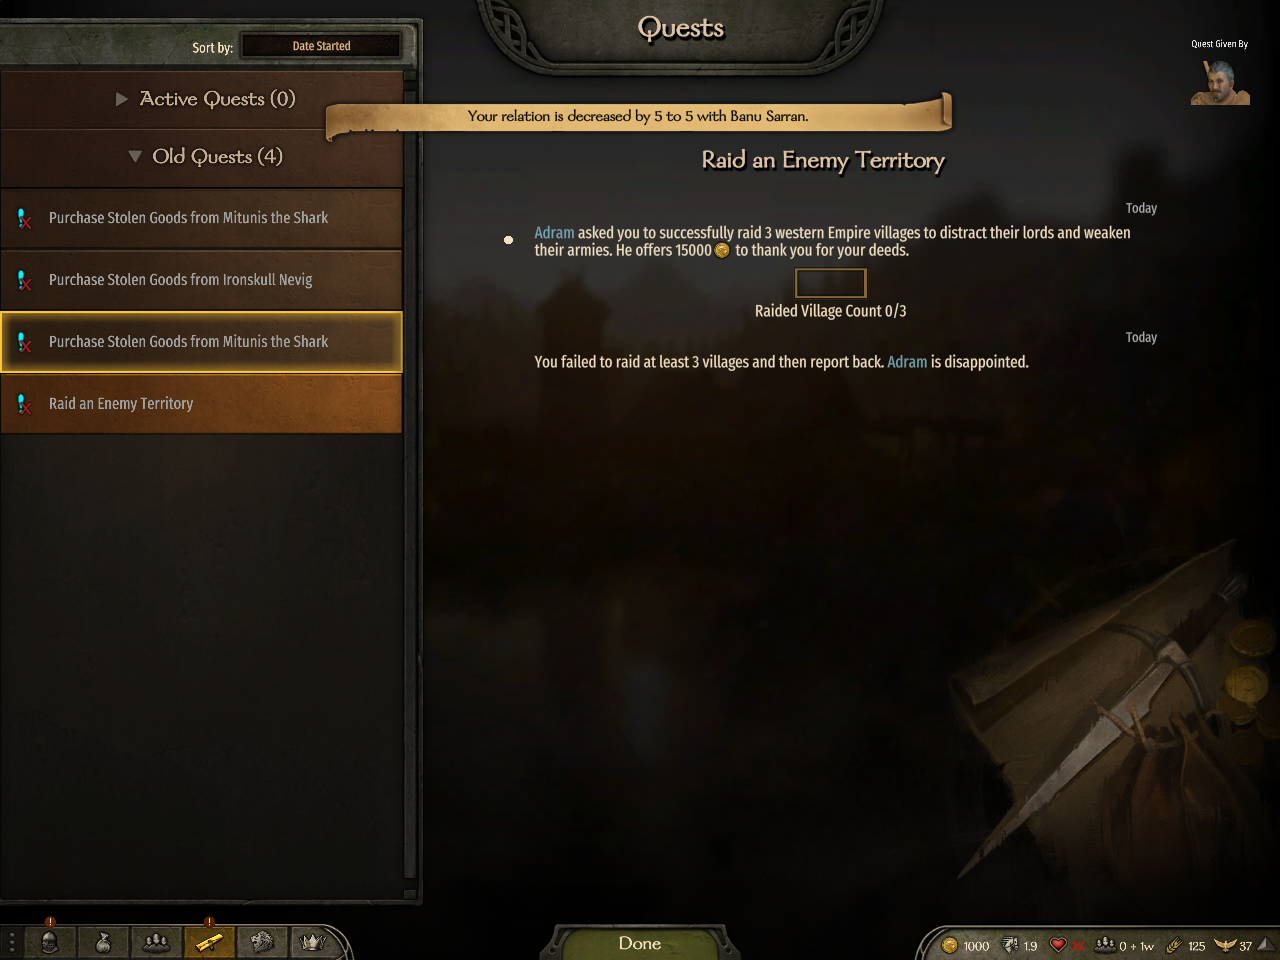 Quests
Sort by:
Date Started
Quest Given By
Active Quests (0)
Your relation is decreased by 5 to 5 with Banu Sarran.
Old Quests (4)
Raid an Enemy Territory
Purchase Stolen Goods from Mitunis the Shark
Purchase Stolen Goods from Ironskull Nevig
Purchase Stolen Goods from Mitunis the Shark
Raid an Enemy Territory
Today
Adram asked you to successfully raid 3 western Empire villages to distract their lords and weaken
their armies. He offers 15000 to thank you for your deeds.
Raided Village Count 0/3
Today
You failed to raid at least 3 villages and then report back. Adram is disappointed.
Done
1000
1.9
0 + 1w
125
37